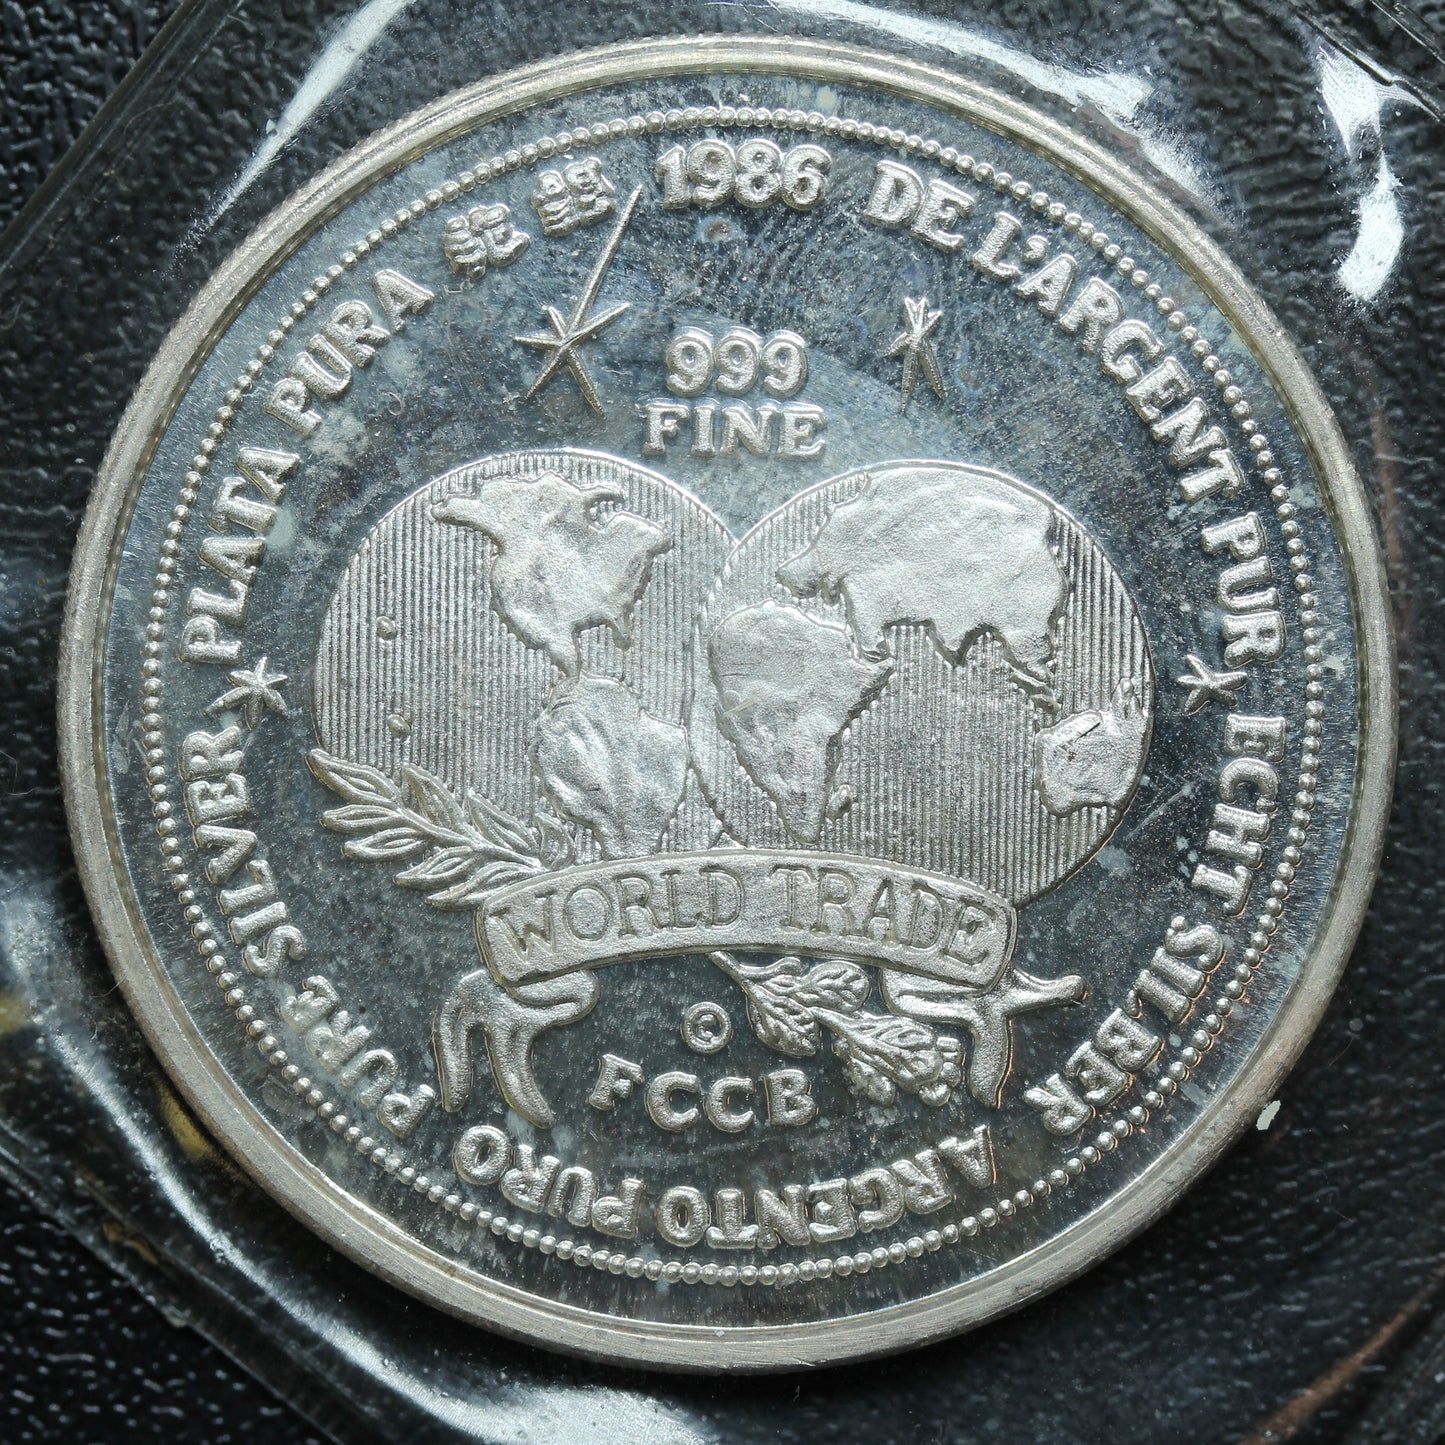 1986
DE L'ARGENT PUR
ECHT SILBER
ARGENTO PURO
PURE SILVER
PLATA PURA
999
FINE
WORLD TRADE
©
FCCB